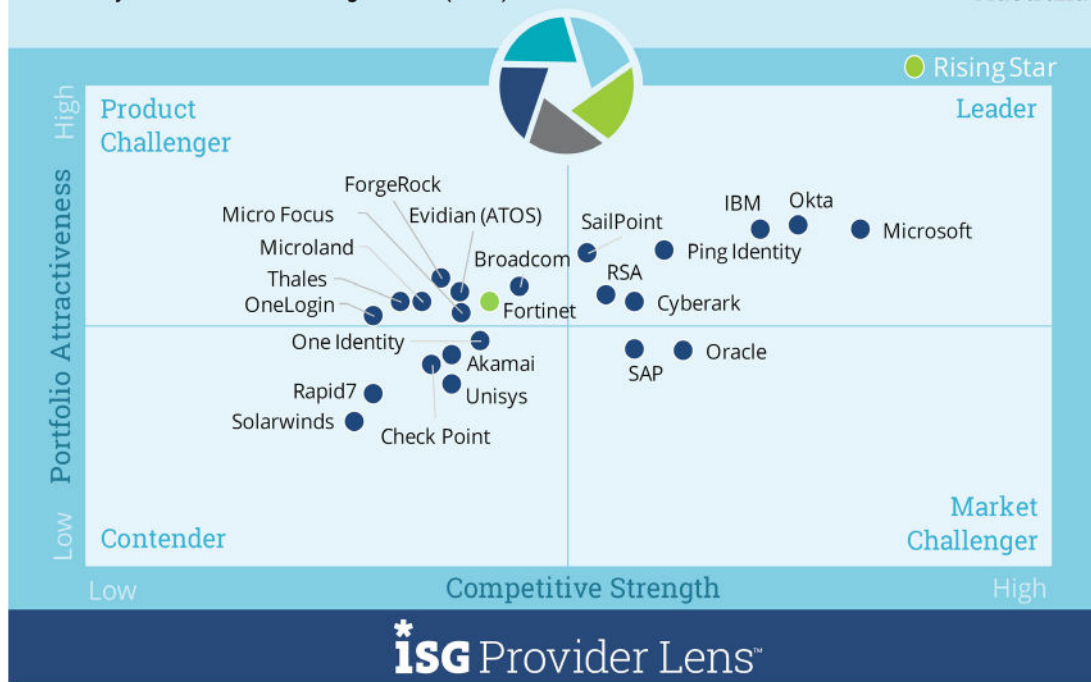 Rising Star
High
Product
Challenger
Leader
Portfolio Attractiveness
ForgeRock
Micro Focus
Evidian (ATOS)
Microland
Broadcom
Thales
OneLogin
Fortinet
SailPoint
IBM
Okta
Microsoft
Ping Identity
RSA
Cyberark
One Identity
Akamai
Rapid7
Unisys
Solarwinds
Check Point
SAP
Oracle
Low
Contender
Market
Challenger
Low
Competitive Strength
High
ISG Provider Lens™